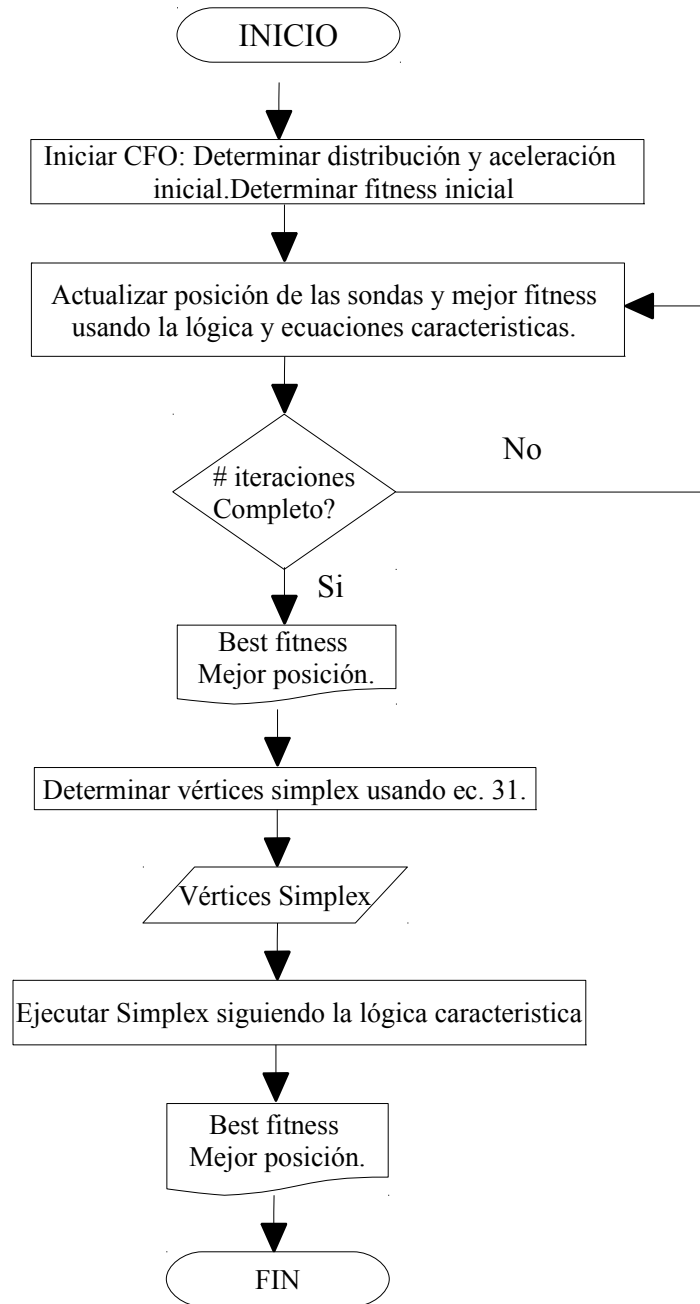 INICIO
Iniciar CFO: Determinar distribución y aceleración
inicial.Determinar fitness inicial
Actualizar posición de las sondas y mejor fitness
usando la lógica y ecuaciones caracteristicas.
# iteraciones
Completo?
No
Si
Best fitness
Mejor posición.
Determinar vértices simplex usando ec. 31.
Vértices Simplex
Ejecutar Simplex siguiendo la lógica caracteristica
Best fitness
Mejor posición.
FIN